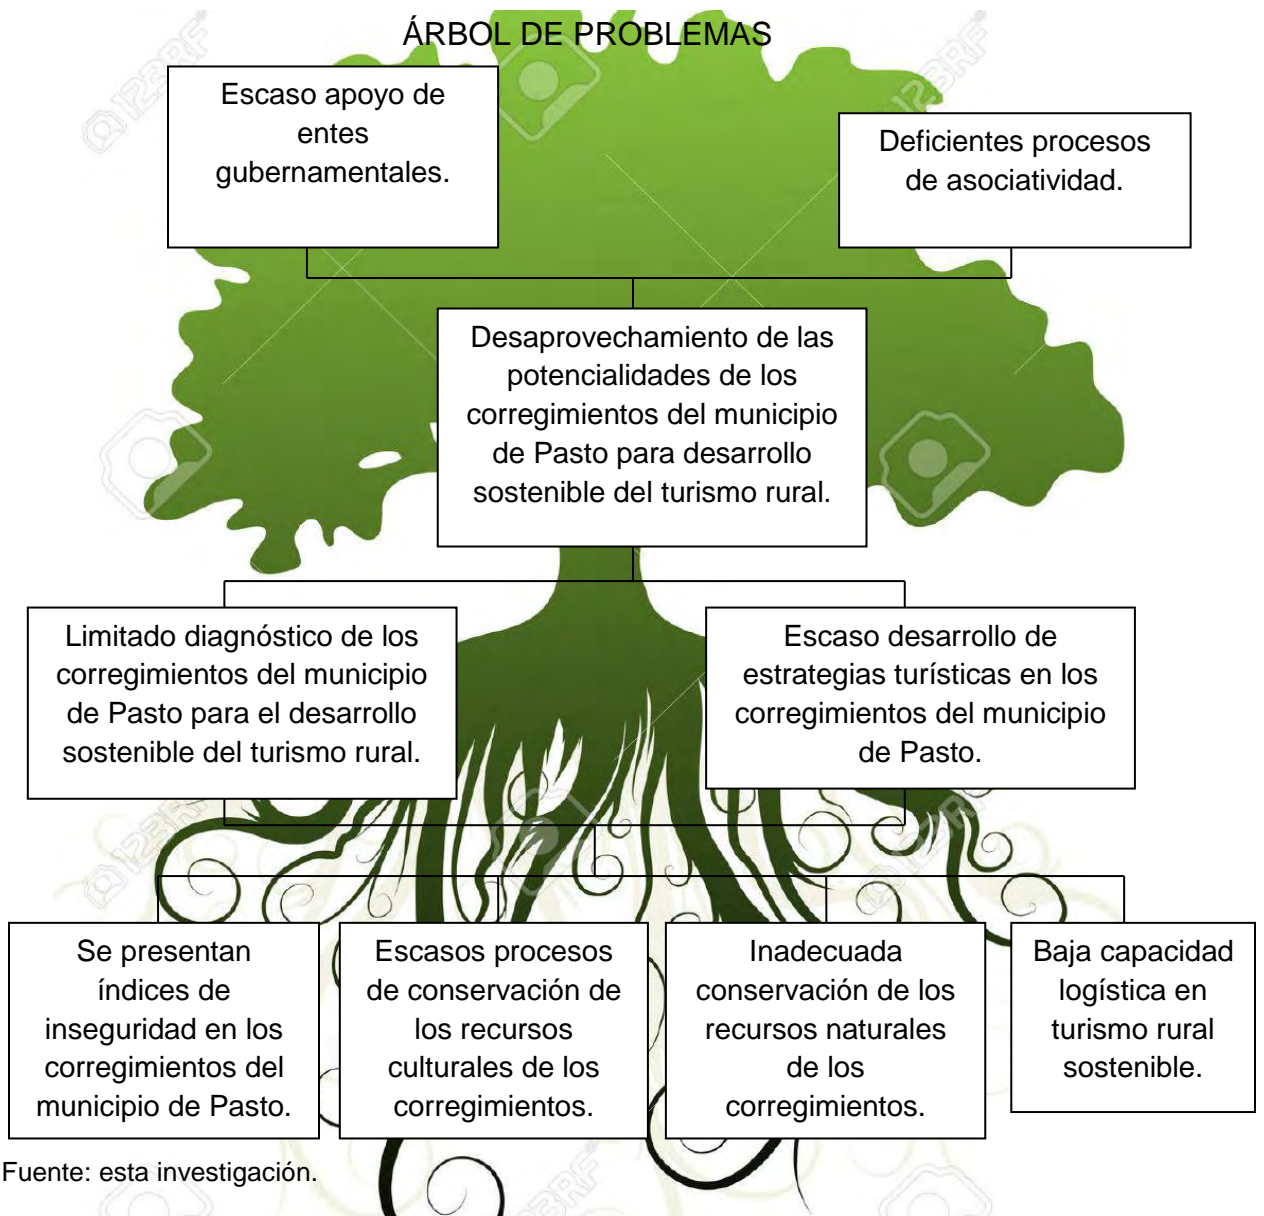 ÁRBOL DE PROBLEMAS
Escaso apoyo de
entes
gubernamentales.
Deficientes procesos
de asociatividad.
Desaprovechamiento de las
potencialidades de los
corregimientos del municipio
de Pasto para desarrollo
sostenible del turismo rural.
Limitado diagnóstico de los
corregimientos del municipio
de Pasto para el desarrollo
sostenible del turismo rural.
Escaso desarrollo de
estrategias turísticas en los
corregimientos del municipio
de Pasto.
Se presentan
índices de
inseguridad en los
corregimientos del
municipio de Pasto.
Escasos procesos
de conservación de
los recursos
culturales de los
corregimientos.
Inadecuada
conservación de los
recursos naturales
de los
corregimientos.
Baja capacidad
logística en
turismo rural
sostenible.
Fuente: esta investigación.
123RF
123RF
123RF
123RF
123RF